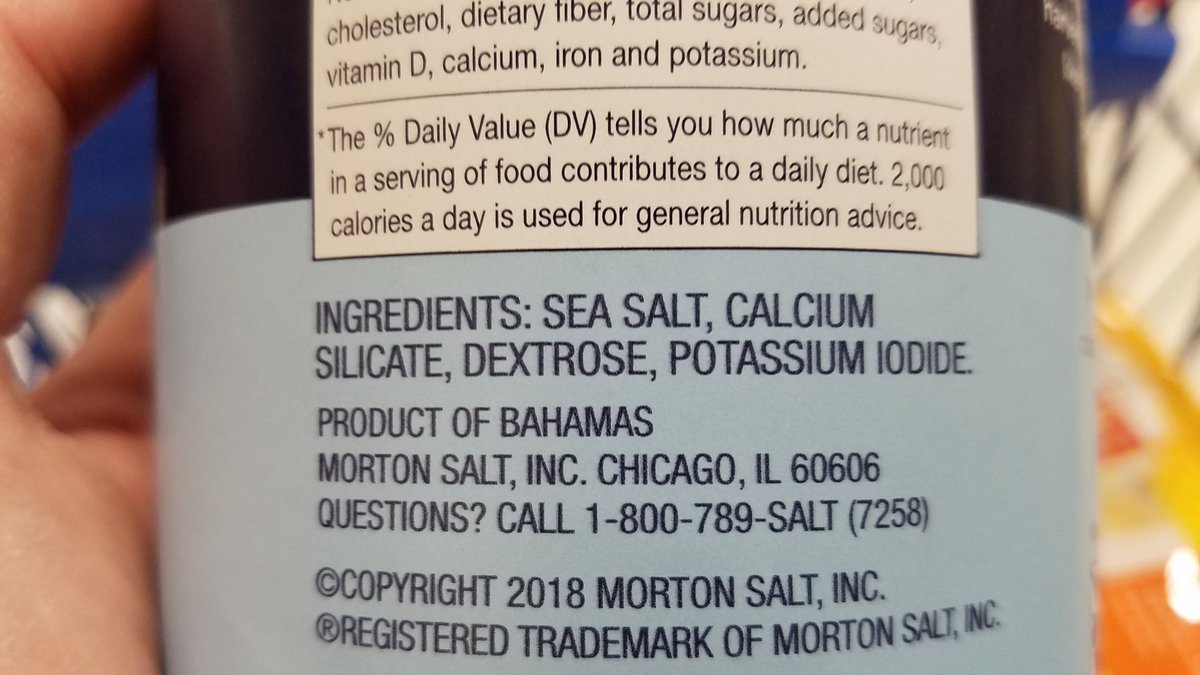 cholesterol, dietary fiber, total sugars, added sugars,
vitamin D, calcium, iron and potassium.
*The % Daily Value (DV) tells you how much a nutrient
in a serving of food contributes to a daily diet. 2,000
calories a day is used for general nutrition advice.
INGREDIENTS: SEA SALT, CALCIUM
SILICATE, DEXTROSE, POTASSIUM IODIDE.
PRODUCT OF BAHAMAS
MORTON SALT, INC. CHICAGO, IL 60606
QUESTIONS? CALL 1-800-789-SALT (7258)
©COPYRIGHT 2018 MORTON SALT, INC.
®REGISTERED TRADEMARK OF MORTON SALT, INC.